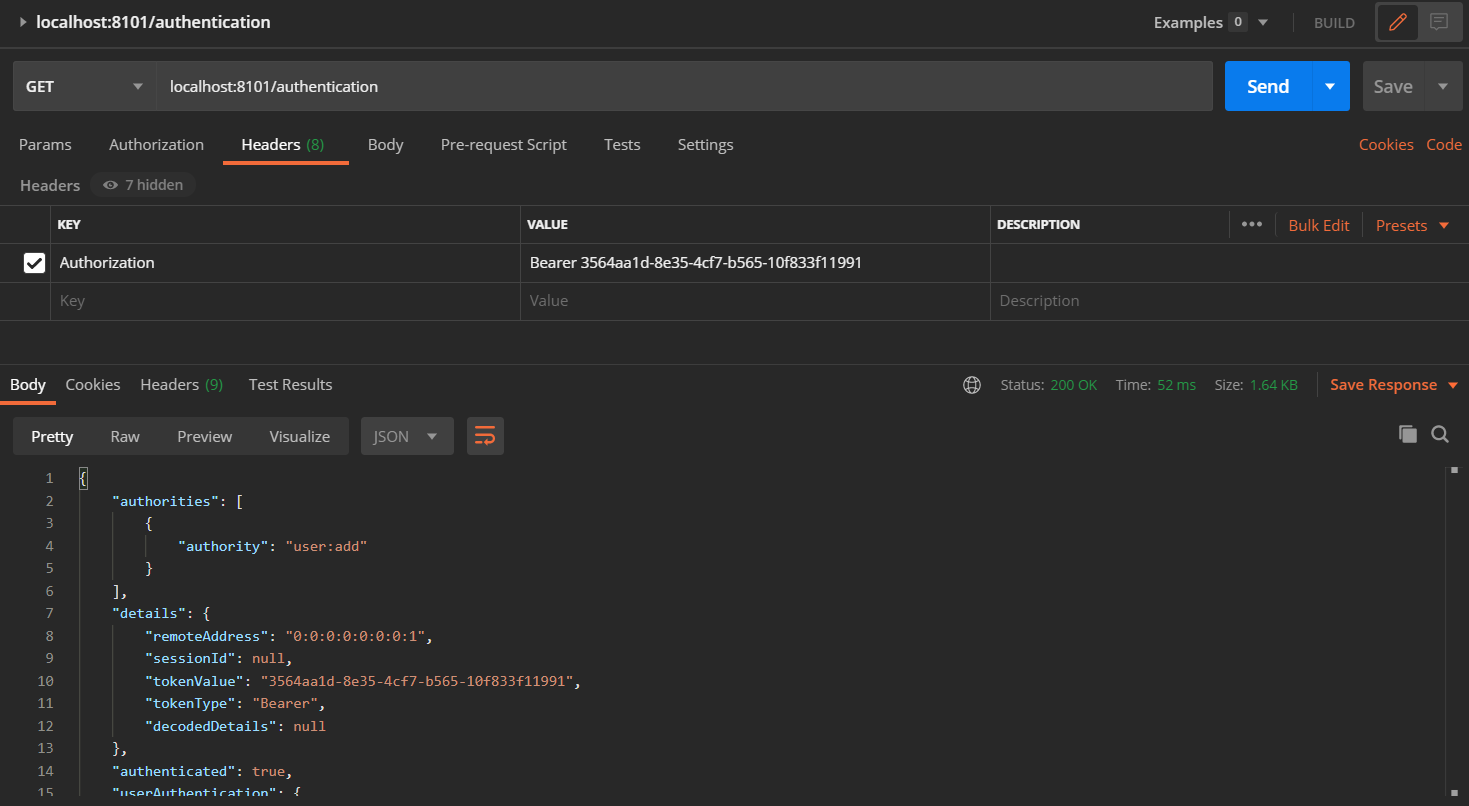 localhost:8101/authentication Examples 0 BUILD
GET localhost:8101/authentication Send Save
Params Authorization Headers (8) Body Pre-request Script Tests Settings Cookies Code
Headers 7 hidden
KEY VALUE DESCRIPTION ••• Bulk Edit Presets
Authorization Bearer 3564aa1d-8e35-4cf7-b565-10f833f11991
Key Value Description
Body Cookies Headers (9) Test Results Status: 200 OK Time: 52 ms Size: 1.64 KB Save Response
Pretty Raw Preview Visualize JSON
1 {
2 "authorities": [
3 {
4 "authority": "user:add"
5 }
6 ],
7 "details": {
8 "remoteAddress": "0:0:0:0:0:0:0:1",
9 "sessionId": null,
10 "tokenValue": "3564aa1d-8e35-4cf7-b565-10f833f11991",
11 "tokenType": "Bearer",
12 "decodedDetails": null
13 },
14 "authenticated": true,
15 "userAuthentication": {